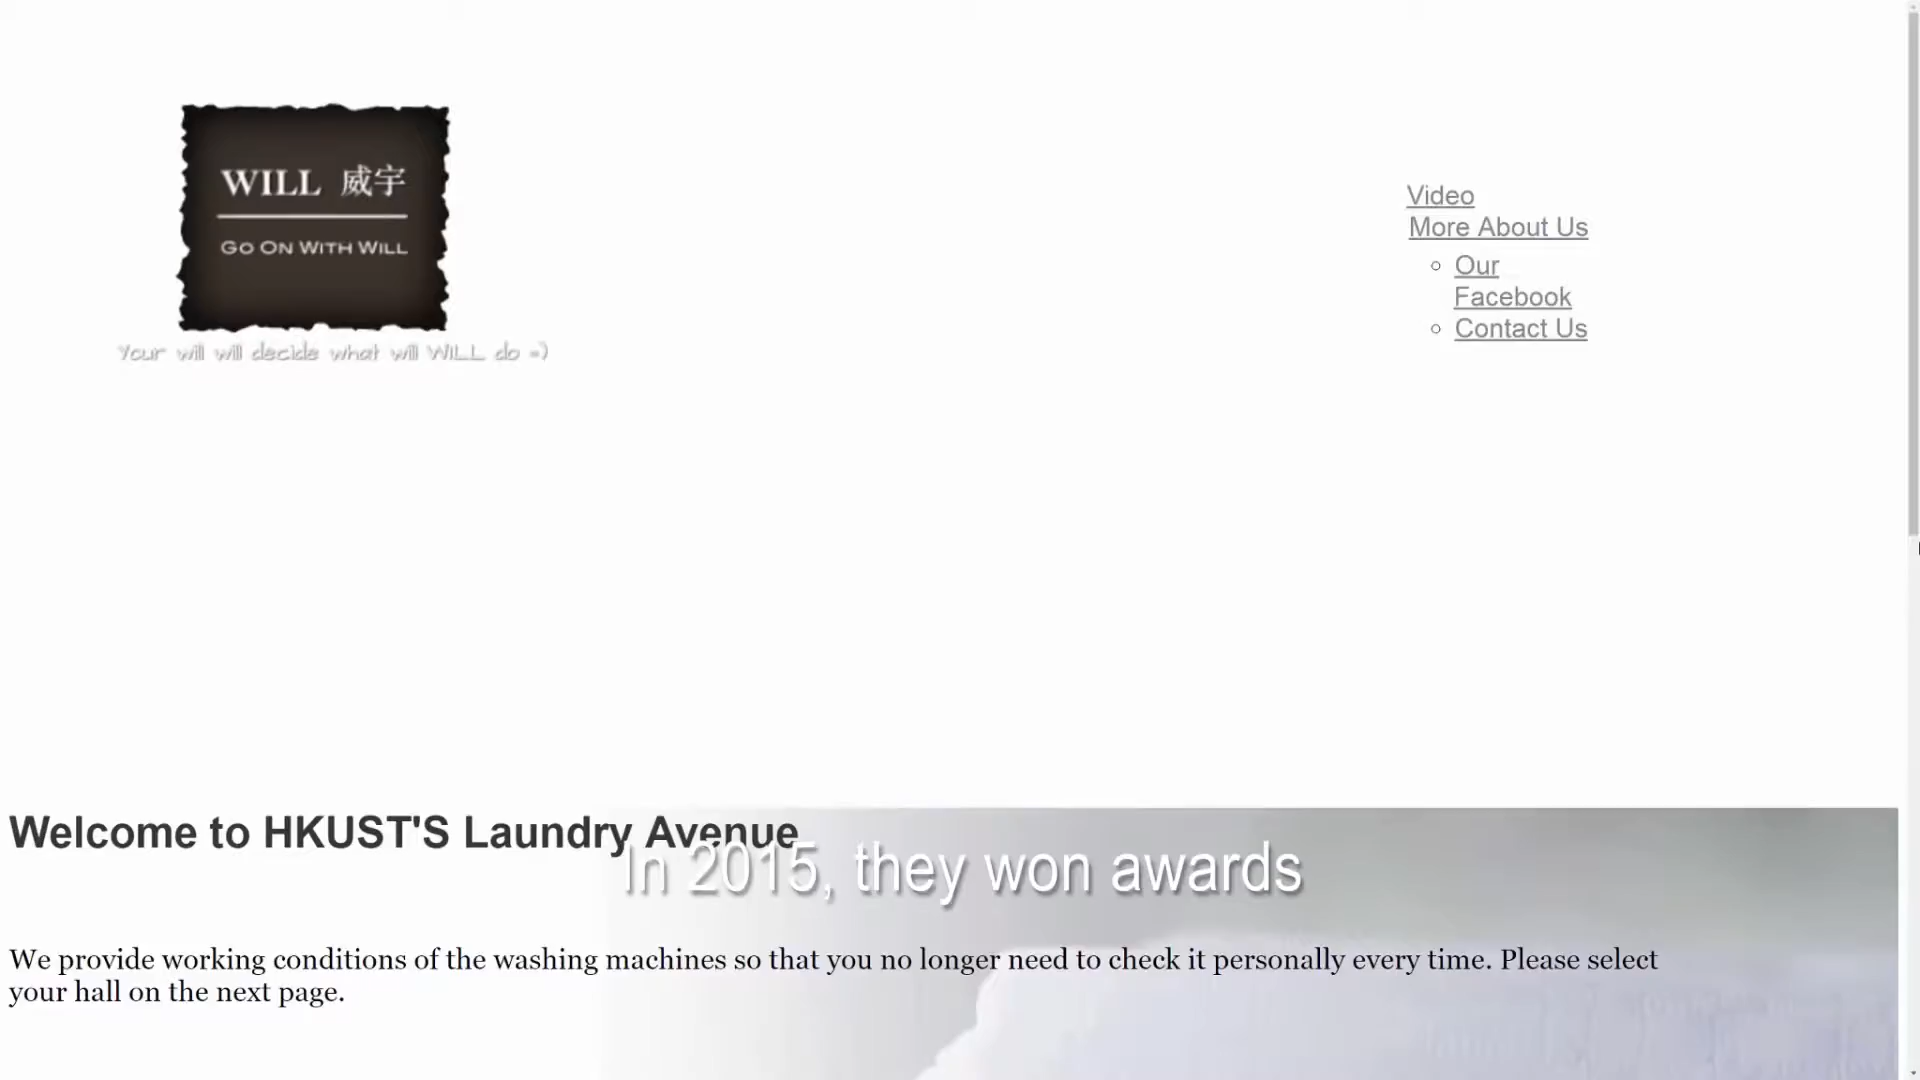 WILL 威宇
GO ON WITH WILL
Your will will decide what will WILL do =)
Video
More About Us
Our
Facebook
Contact Us
Welcome to HKUST'S Laundry Avenue
In 2015, they won awards
We provide working conditions of the washing machines so that you no longer need to check it personally every time. Please select
your hall on the next page.